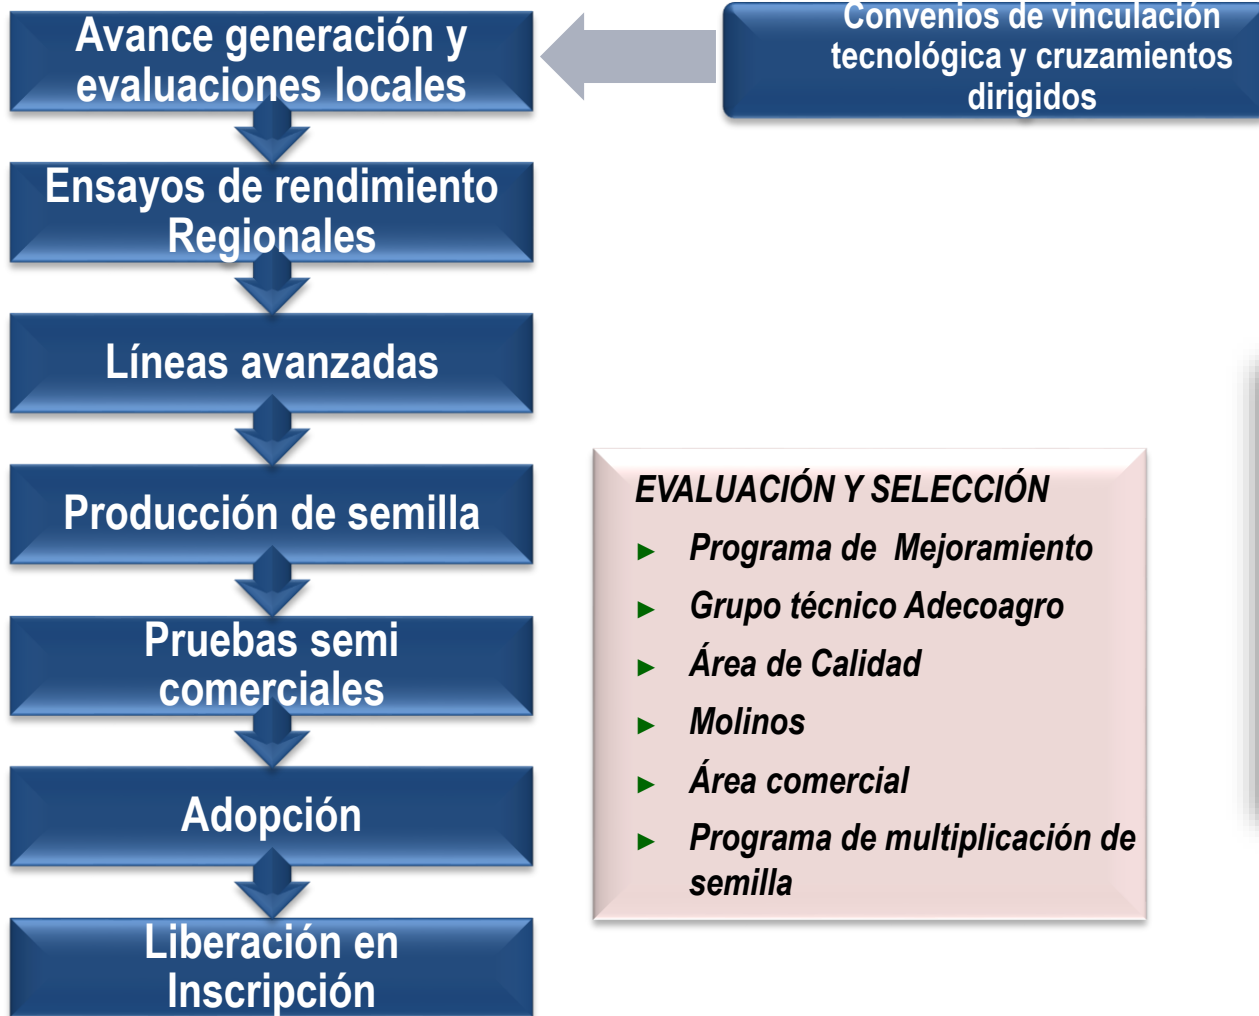 Avance generación y
evaluaciones locales
Convenios de vinculación
tecnológica y cruzamientos
dirigidos
Ensayos de rendimiento
Regionales
Líneas avanzadas
Producción de semilla
Pruebas semi
comerciales
Adopción
Liberación en
Inscripción
EVALUACIÓN Y SELECCIÓN
► Programa de Mejoramiento
► Grupo técnico Adecoagro
► Área de Calidad
► Molinos
► Área comercial
► Programa de multiplicación de
semilla